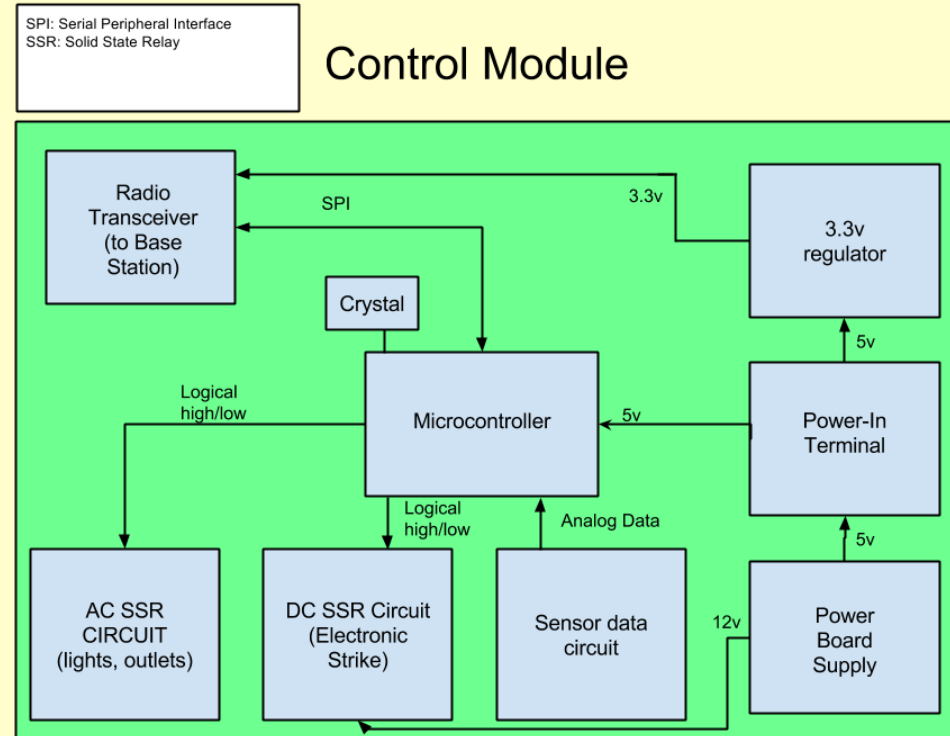 SPI: Serial Peripheral Interface
SSR: Solid State Relay
Control Module
Radio
Transceiver
(to Base
Station)
SPI
3.3v
3.3v
regulator
Crystal
5v
Logical
high/low
Microcontroller
5v
Power-In
Terminal
Logical
high/low
Analog Data
5v
AC SSR
CIRCUIT
(lights, outlets)
DC SSR Circuit
(Electronic
Strike)
Sensor data
circuit
12v
Power
Board
Supply